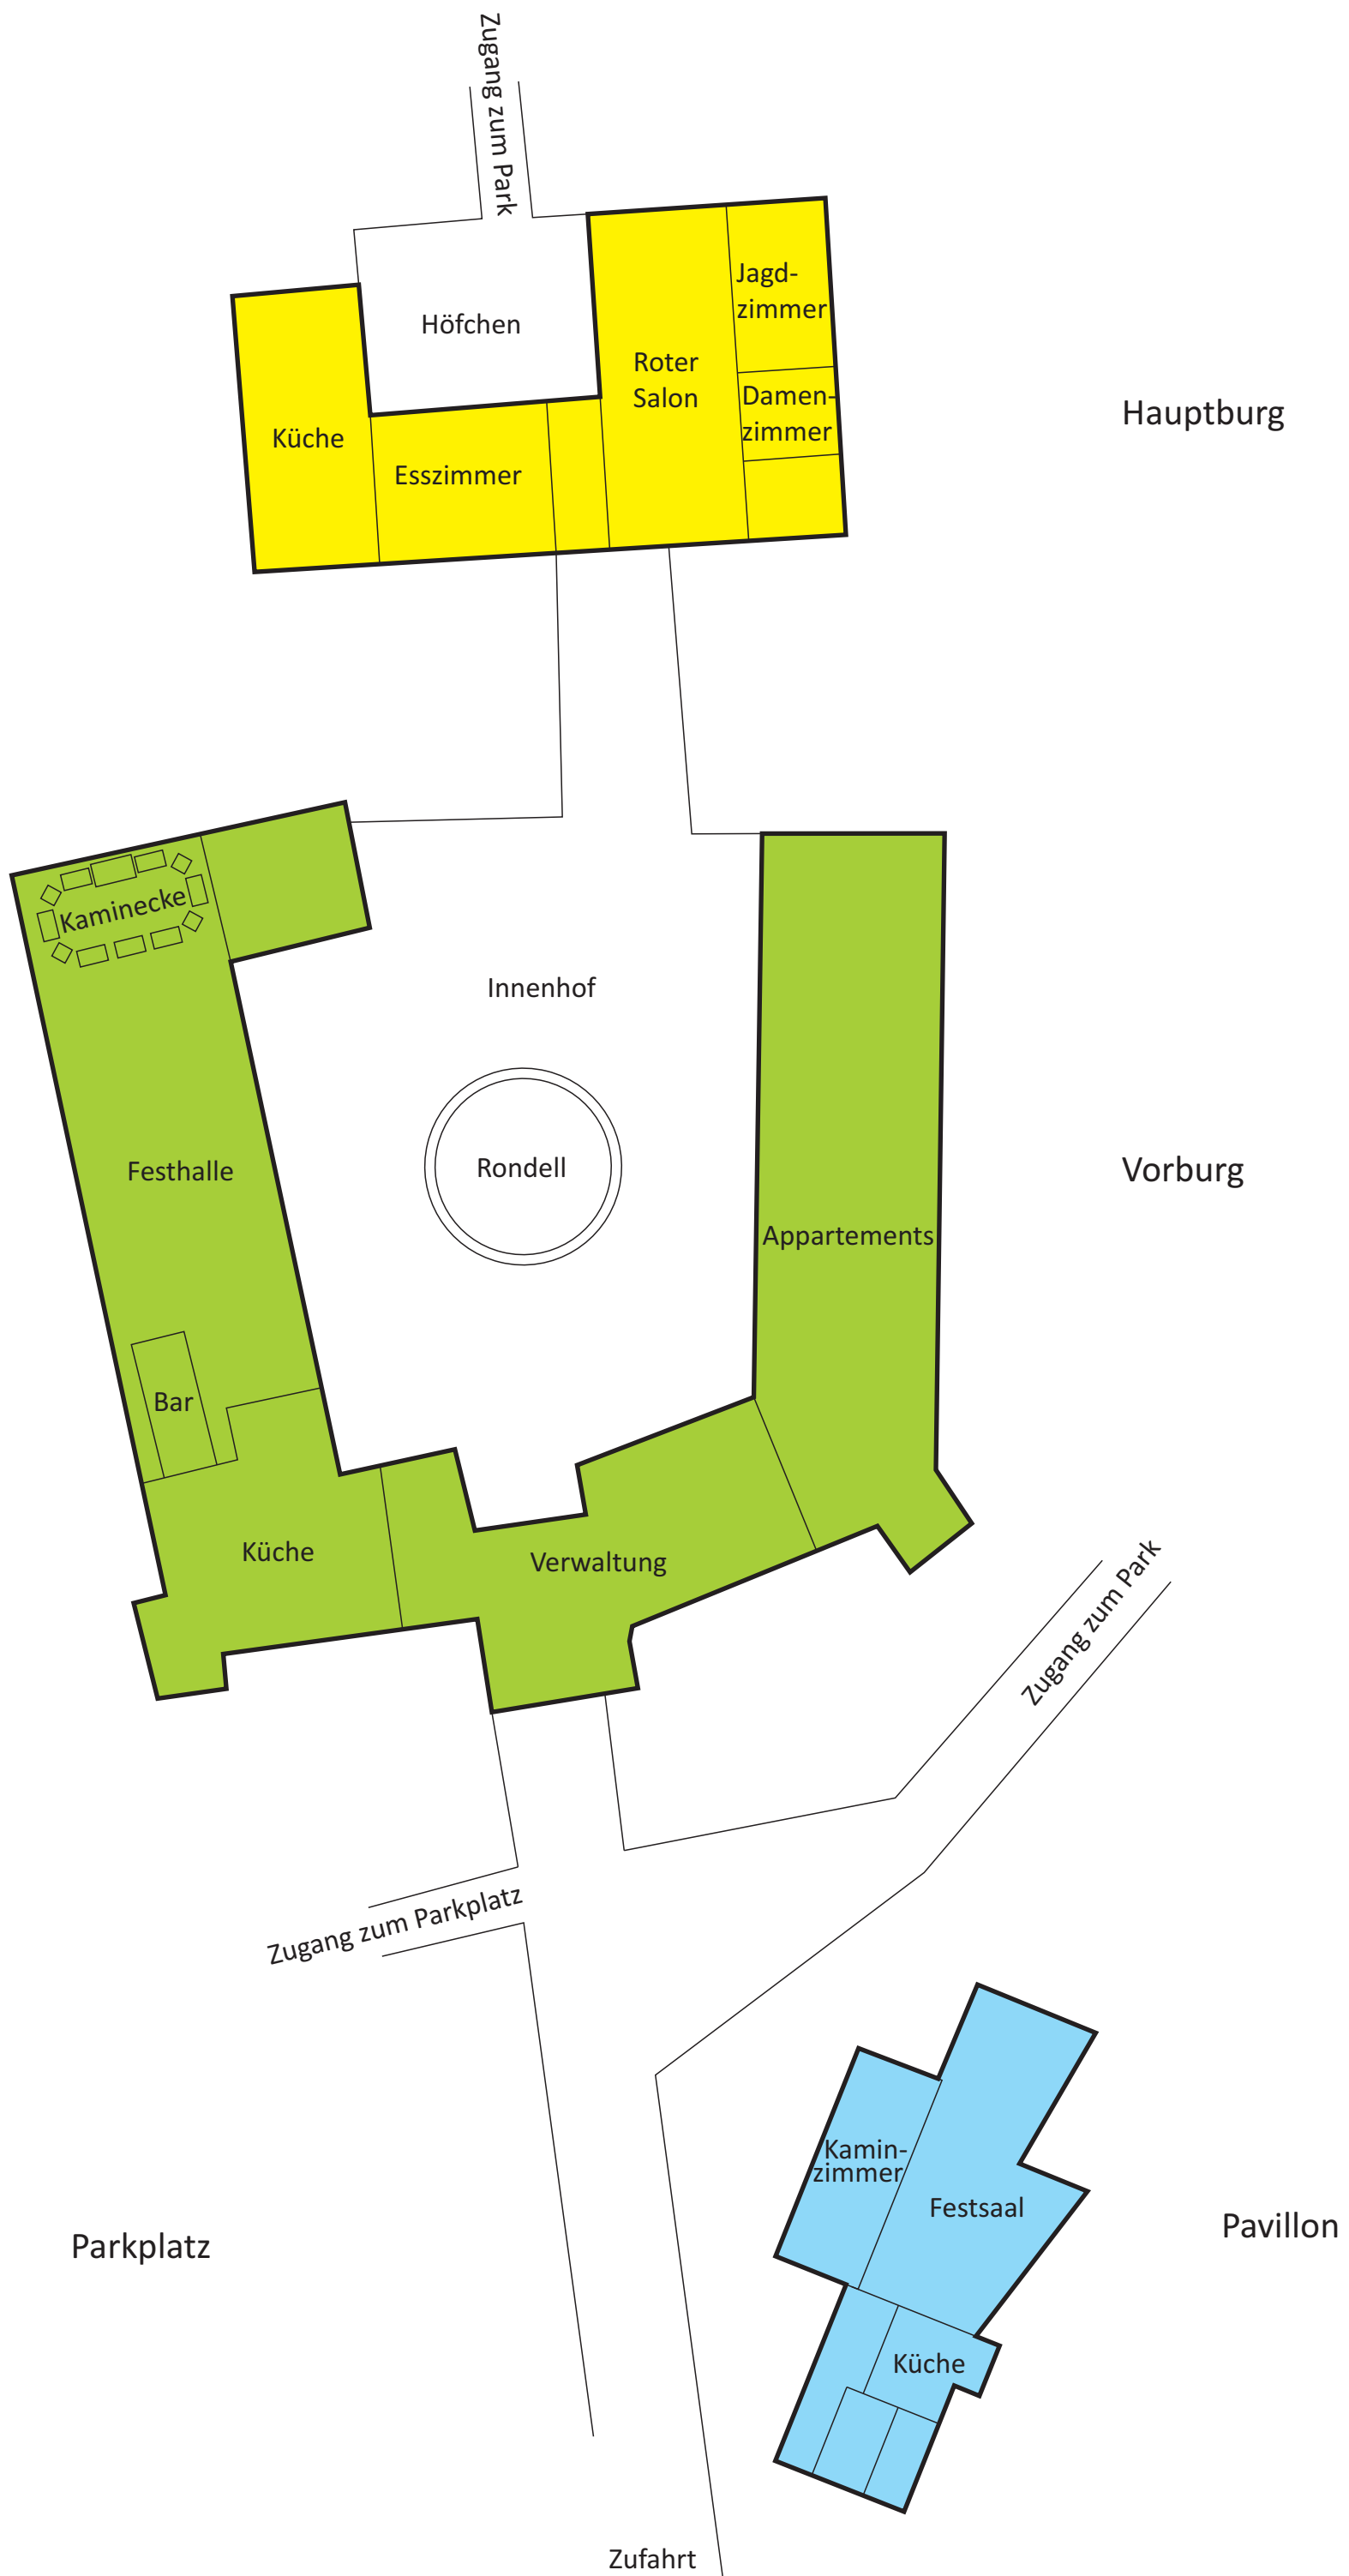 Zugang zum Park
Jagd-
zimmer
Höfchen
Roter
Salon
Damen-
zimmer
Hauptburg
Küche
Esszimmer
Kaminecke
Innenhof
Rondell
Festhalle
Vorburg
Appartements
Bar
Küche
Verwaltung
Zugang zum Park
Zugang zum Parkplatz
Kamin-
zimmer
Festsaal
Pavillon
Parkplatz
Küche
Zufahrt